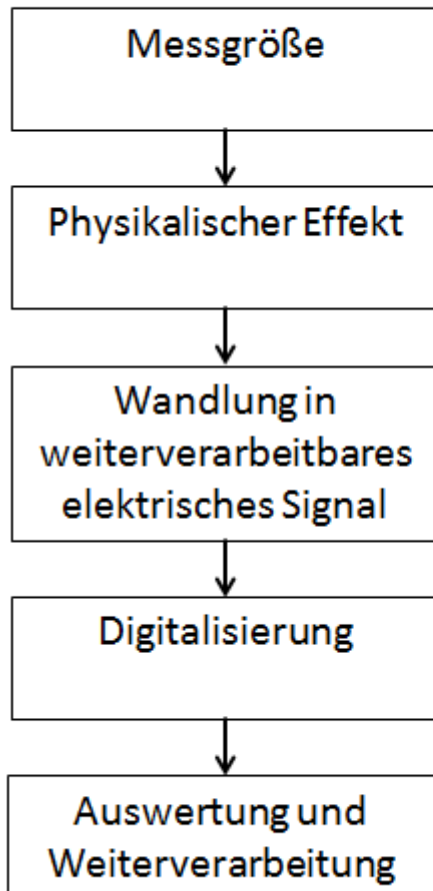 Messgröße
Physikalischer Effekt
Wandlung in
weiterverarbeitbares
elektrisches Signal
Digitalisierung
Auswertung und
Weiterverarbeitung